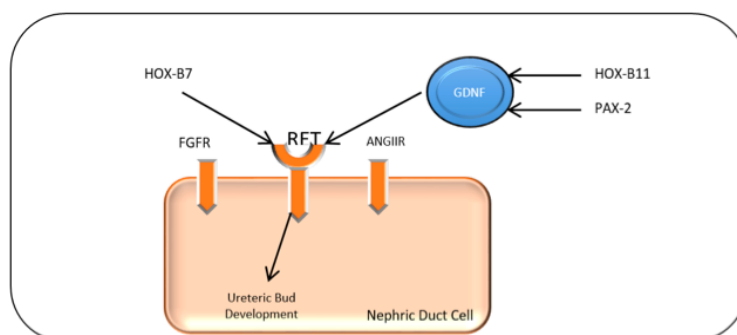 HOX-B7
GDNF
HOX-B11
PAX-2
FGFR
RET
ANGIIR
Ureteric Bud
Development
Nephric Duct Cell